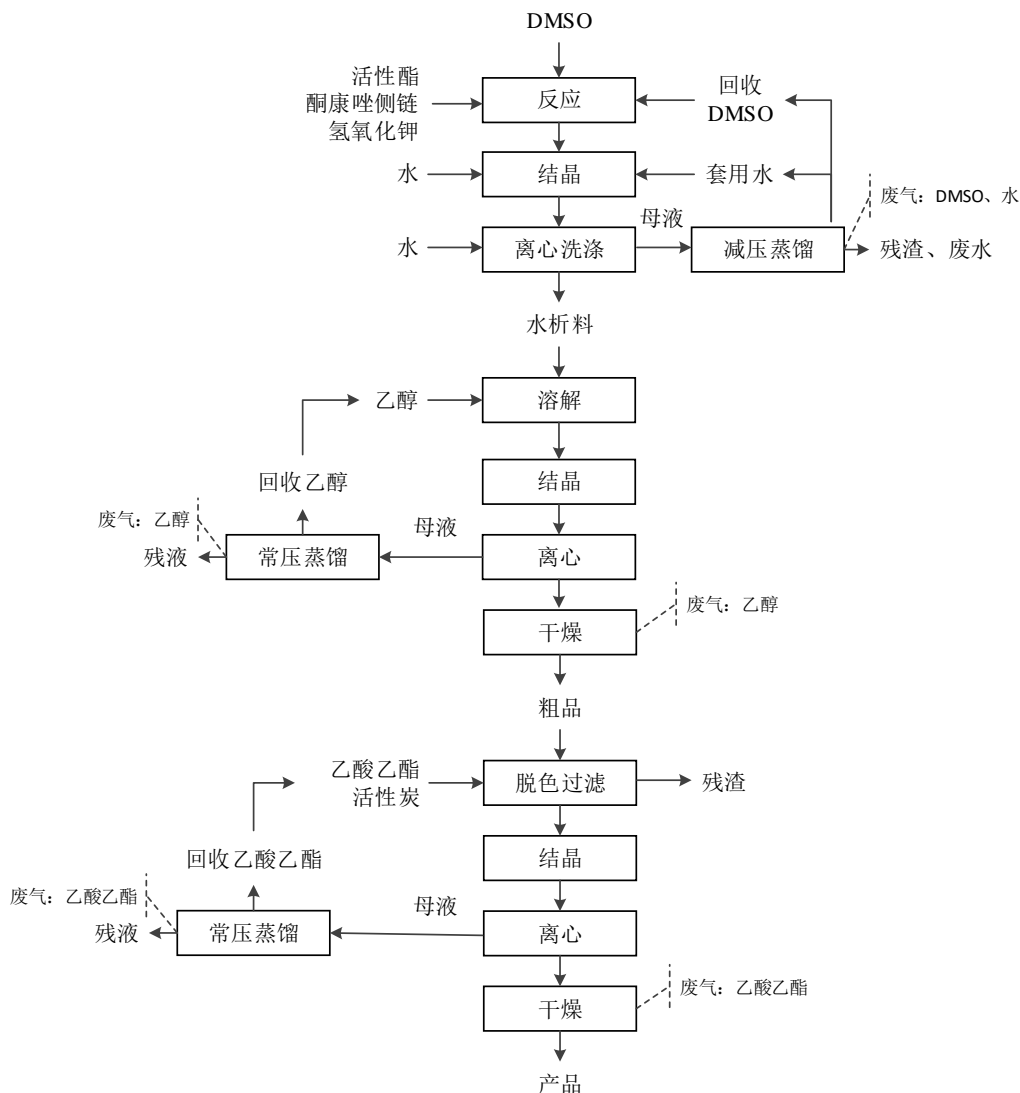 DMSO
活性酯
酮康唑侧链
氢氧化钾
反应
回收
DMSO
水
结晶
套用水
废气：DMSO、水
母液
水
离心洗涤
减压蒸馏
残渣、废水
水析料
乙醇
溶解
回收乙醇
结晶
废气：乙醇
母液
残液
常压蒸馏
离心
废气：乙醇
干燥
粗品
乙酸乙酯
活性炭
脱色过滤
残渣
回收乙酸乙酯
结晶
废气：乙酸乙酯
母液
残液
常压蒸馏
离心
废气：乙酸乙酯
干燥
产品